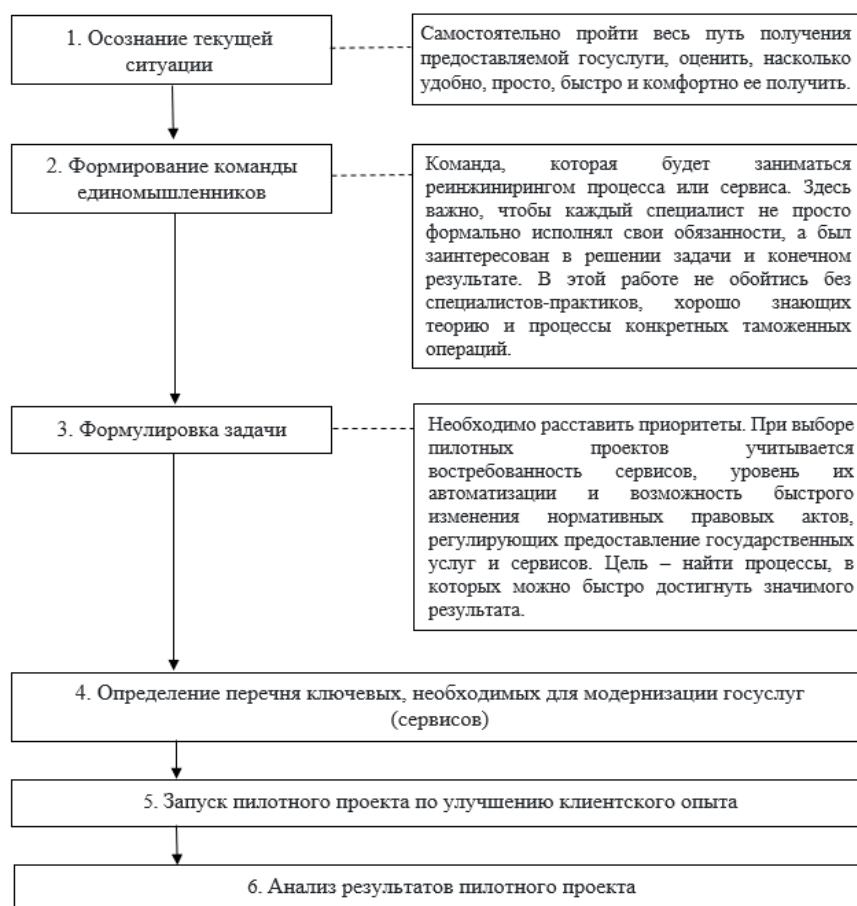 1. Осознание текущей
ситуации
Самостоятельно пройти весь путь получения
предоставляемой госуслуги, оценить, насколько
удобно, просто, быстро и комфортно ее получить.
2. Формирование команды
единомышленников
Команда, которая будет заниматься
реинжинирингом процесса или сервиса. Здесь
важно, чтобы каждый специалист не просто
формально исполнял свои обязанности, а был
заинтересован в решении задачи и конечном
результате. В этой работе не обойтись без
специалистов-практиков, хорошо знающих
теорию и процессы конкретных таможенных
операций.
3. Формулировка задачи
Необходимо расставить приоритеты. При выборе
пилотных проектов учитывается
востребованность сервисов, уровень их
автоматизации и возможность быстрого
изменения нормативных правовых актов,
регулирующих предоставление государственных
услуг и сервисов. Цель – найти процессы, в
которых можно быстро достигнуть значимого
результата.
4. Определение перечня ключевых, необходимых для модернизации госуслуг
(сервисов)
5. Запуск пилотного проекта по улучшению клиентского опыта
6. Анализ результатов пилотного проекта